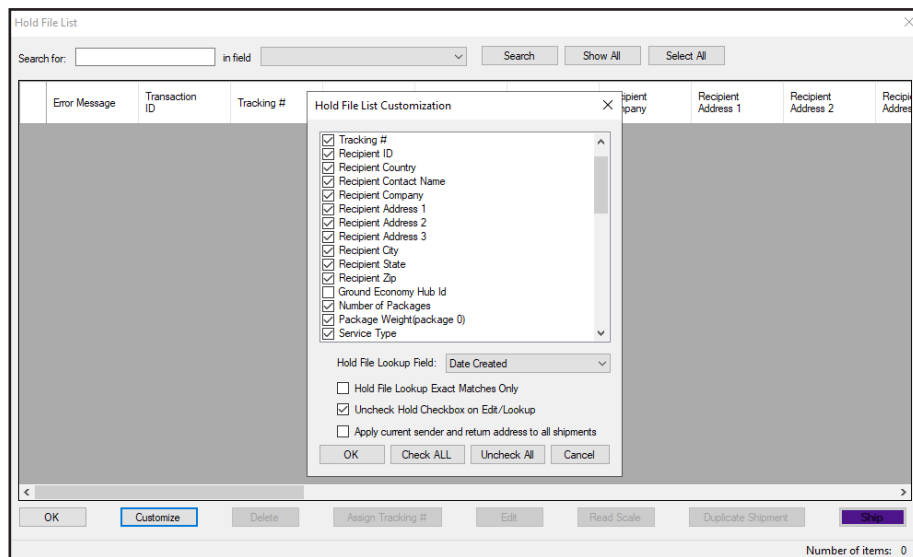 Hold File List
Search for: in field Search Show All Select All
Error Message Transaction ID Tracking # Recipient Address 1 Recipient Address 2
Hold File List Customization
Tracking #
Recipient ID
Recipient Country
Recipient Contact Name
Recipient Company
Recipient Address 1
Recipient Address 2
Recipient Address 3
Recipient City
Recipient State
Recipient Zip
Ground Economy Hub Id
Number of Packages
Package Weight(package 0)
Service Type
Hold File Lookup Field: Date Created
Hold File Lookup Exact Matches Only
Uncheck Hold Checkbox on Edit/Lookup
Apply current sender and return address to all shipments
OK Check ALL Uncheck All Cancel
OK Customize Delete Assign Tracking # Edit Read Scale Duplicate Shipment Ship
Number of items: 0